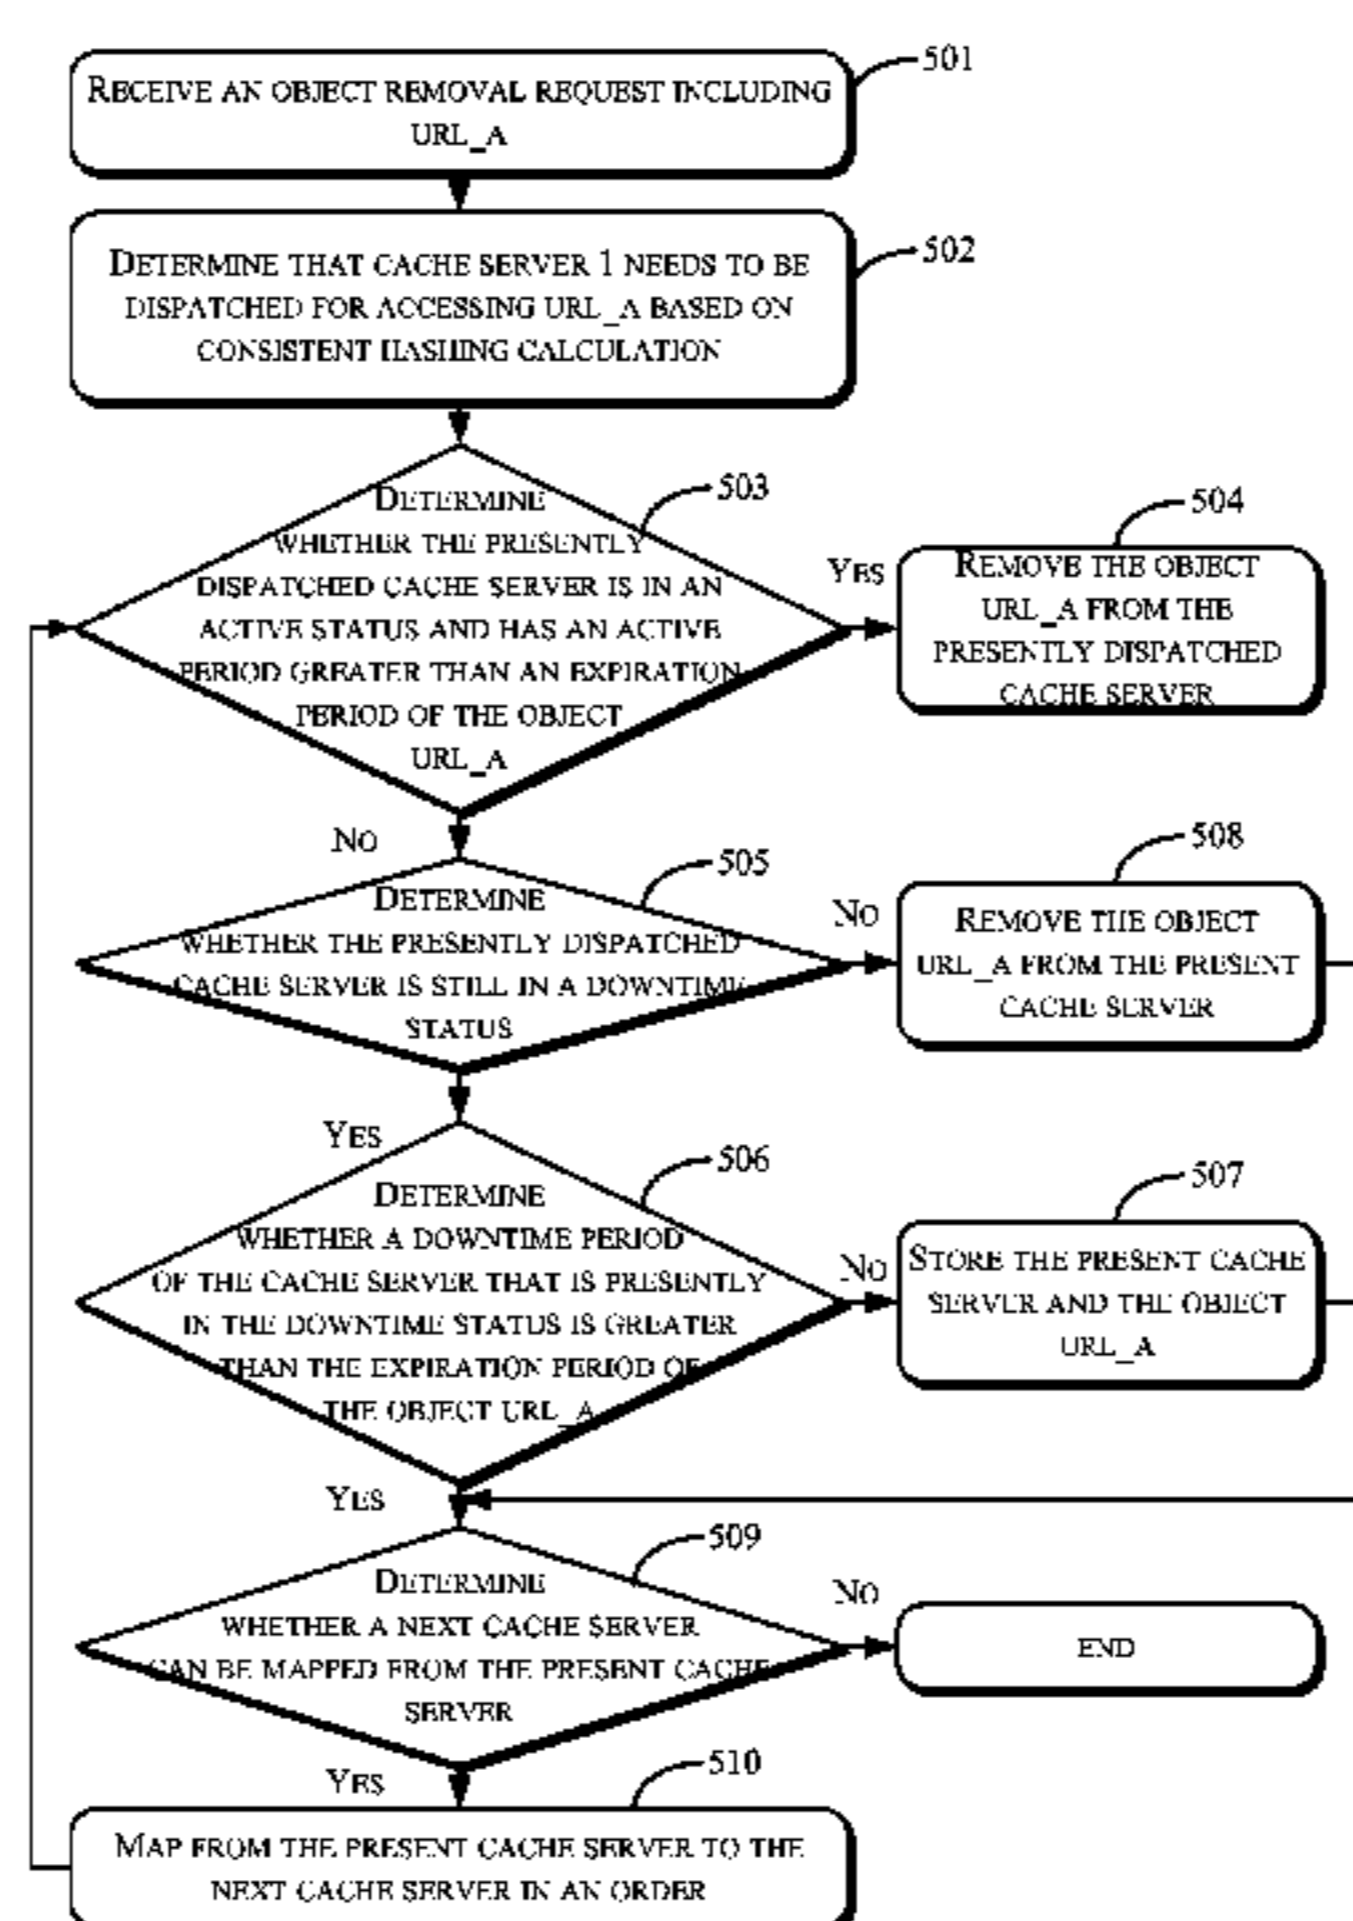 RECEIVE AN OBJECT REMOVAL REQUEST INCLUDING
URL_A
501
DETERMINE THAT CACHE SERVER 1 NEEDS TO BE
DISPATCHED FOR ACCESSING URL_A BASED ON
CONSISTENT HASHING CALCULATION
502
DETERMINE
WHETHER THE PRESENTLY
DISPATCHED CACHE SERVER IS IN AN
ACTIVE STATUS AND HAS AN ACTIVE
PERIOD GREATER THAN AN EXPIRATION
PERIOD OF THE OBJECT
URL_A
503
YES
504
REMOVE THE OBJECT
URL_A FROM THE
PRESENTLY DISPATCHED
CACHE SERVER
NO
DETERMINE
WHETHER THE PRESENTLY DISPATCHED
CACHE SERVER IS STILL IN A DOWNTIME
STATUS
505
NO
508
REMOVE THE OBJECT
URL_A FROM THE PRESENT
CACHE SERVER
YES
DETERMINE
WHETHER A DOWNTIME PERIOD
OF THE CACHE SERVER THAT IS PRESENTLY
IN THE DOWNTIME STATUS IS GREATER
THAN THE EXPIRATION PERIOD OF
THE OBJECT URL_A
506
NO
507
STORE THE PRESENT CACHE
SERVER AND THE OBJECT
URL_A
YES
DETERMINE
WHETHER A NEXT CACHE SERVER
CAN BE MAPPED FROM THE PRESENT CACHE
SERVER
509
NO
END
YES
510
MAP FROM THE PRESENT CACHE SERVER TO THE
NEXT CACHE SERVER IN AN ORDER